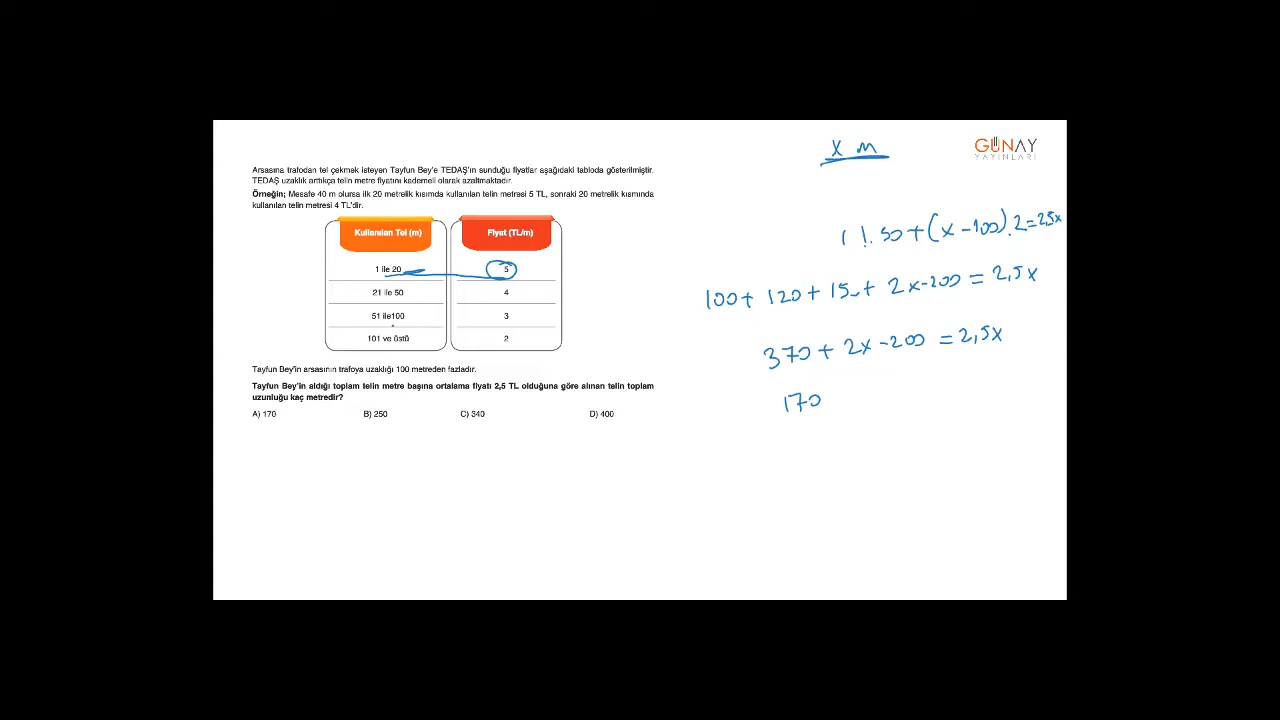 x m
GÜNAY
YAYINLARI
Arsasına trafodan tel çekmek isteyen Tayfun Bey'e TEDAŞ'ın sunduğu fiyatlar aşağıdaki tabloda gösterilmiştir.
TEDAŞ uzaklık arttıkça telin metre fiyatını kademeli olarak azaltmaktadır.
Örneğin; Mesafe 40 m olursa ilk 20 metrelik kısımda kullanılan telin metresi 5 TL, sonraki 20 metrelik kısmında
kullanılan telin metresi 4 TL'dir.
Kullanılan Tel (m) Fiyat (TL/m)
1 ile 20 5
21 ile 50 4
51 ile100 3
101 ve üstü 2
Tayfun Bey'in arsasının trafoya uzaklığı 100 metreden fazladır.
Tayfun Bey'in aldığı toplam telin metre başına ortalama fiyatı 2,5 TL olduğuna göre alınan telin toplam
uzunluğu kaç metredir?
A) 170 B) 250 C) 340 D) 400
50+(x-100).2=2,5x
100+ 120+ 150+ 2x-200 = 2,5x
370 + 2x -200 = 2,5x
170